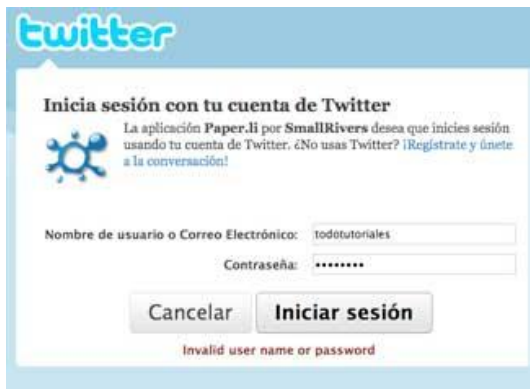 twitter
Inicia sesión con tu cuenta de Twitter
La aplicación Paper.li por SmallRivers desea que inicies sesión
usando tu cuenta de Twitter. ¿No usas Twitter? ¡Regístrate y únete
a la conversación!
Nombre de usuario o Correo Electrónico: todotutoriales
Contraseña: ••••••••
Cancelar Iniciar sesión
Invalid user name or password